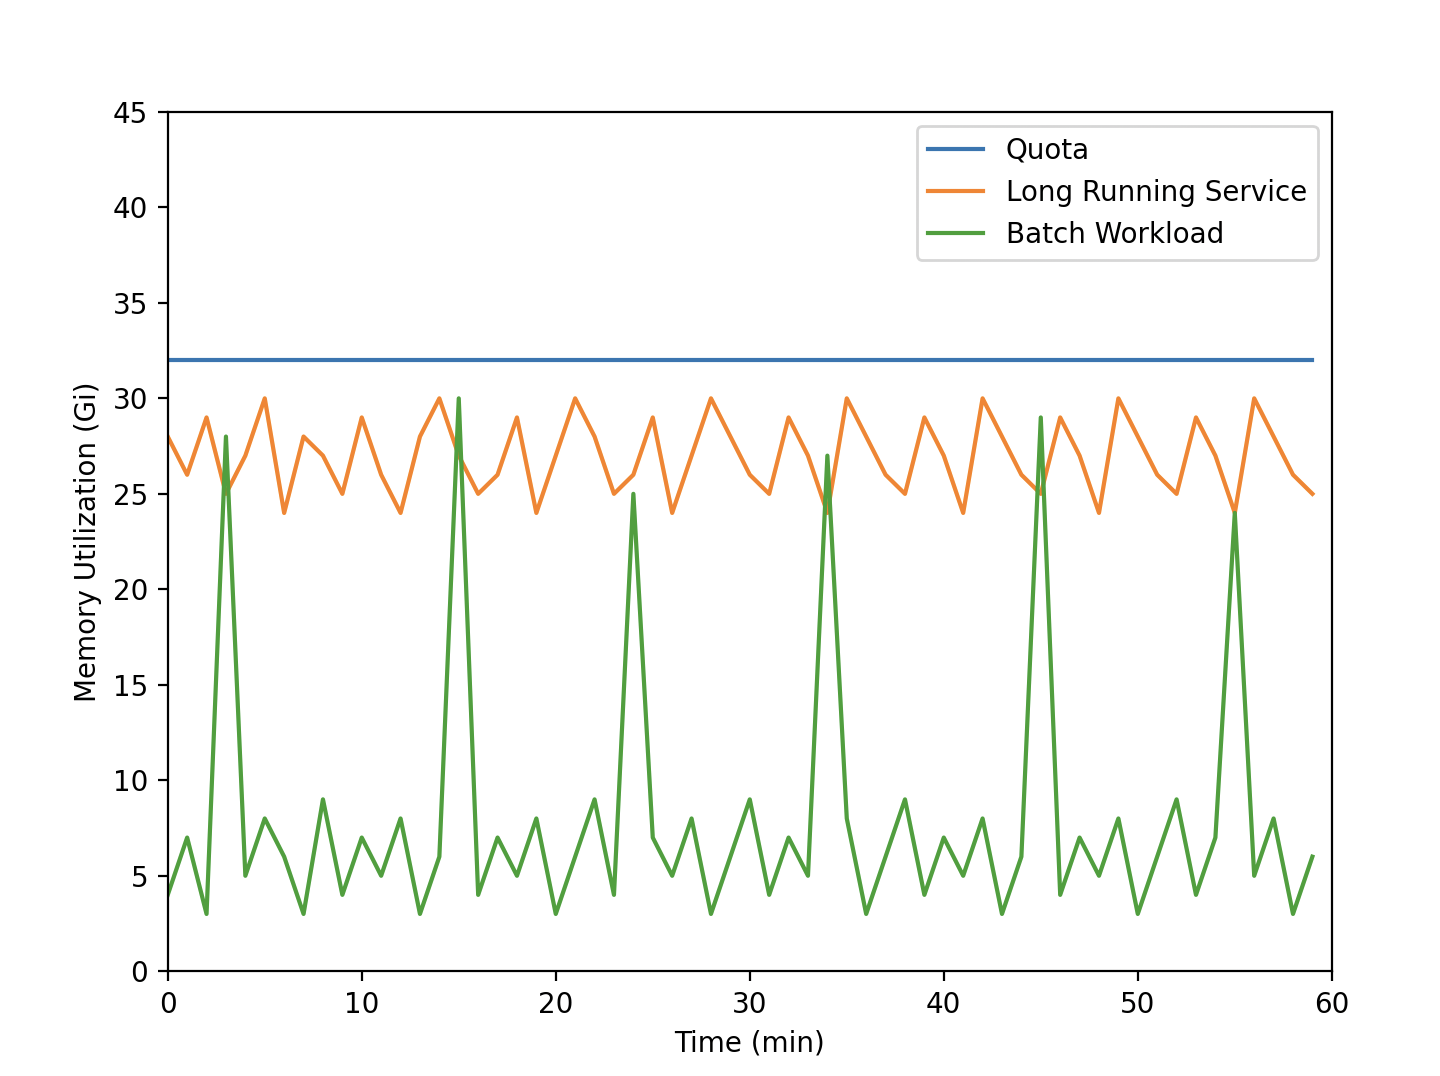 45
40
35
30
25
20
15
10
5
0
Memory Utilization (Gi)
Quota
Long Running Service
Batch Workload
0 10 20 30 40 50 60
Time (min)